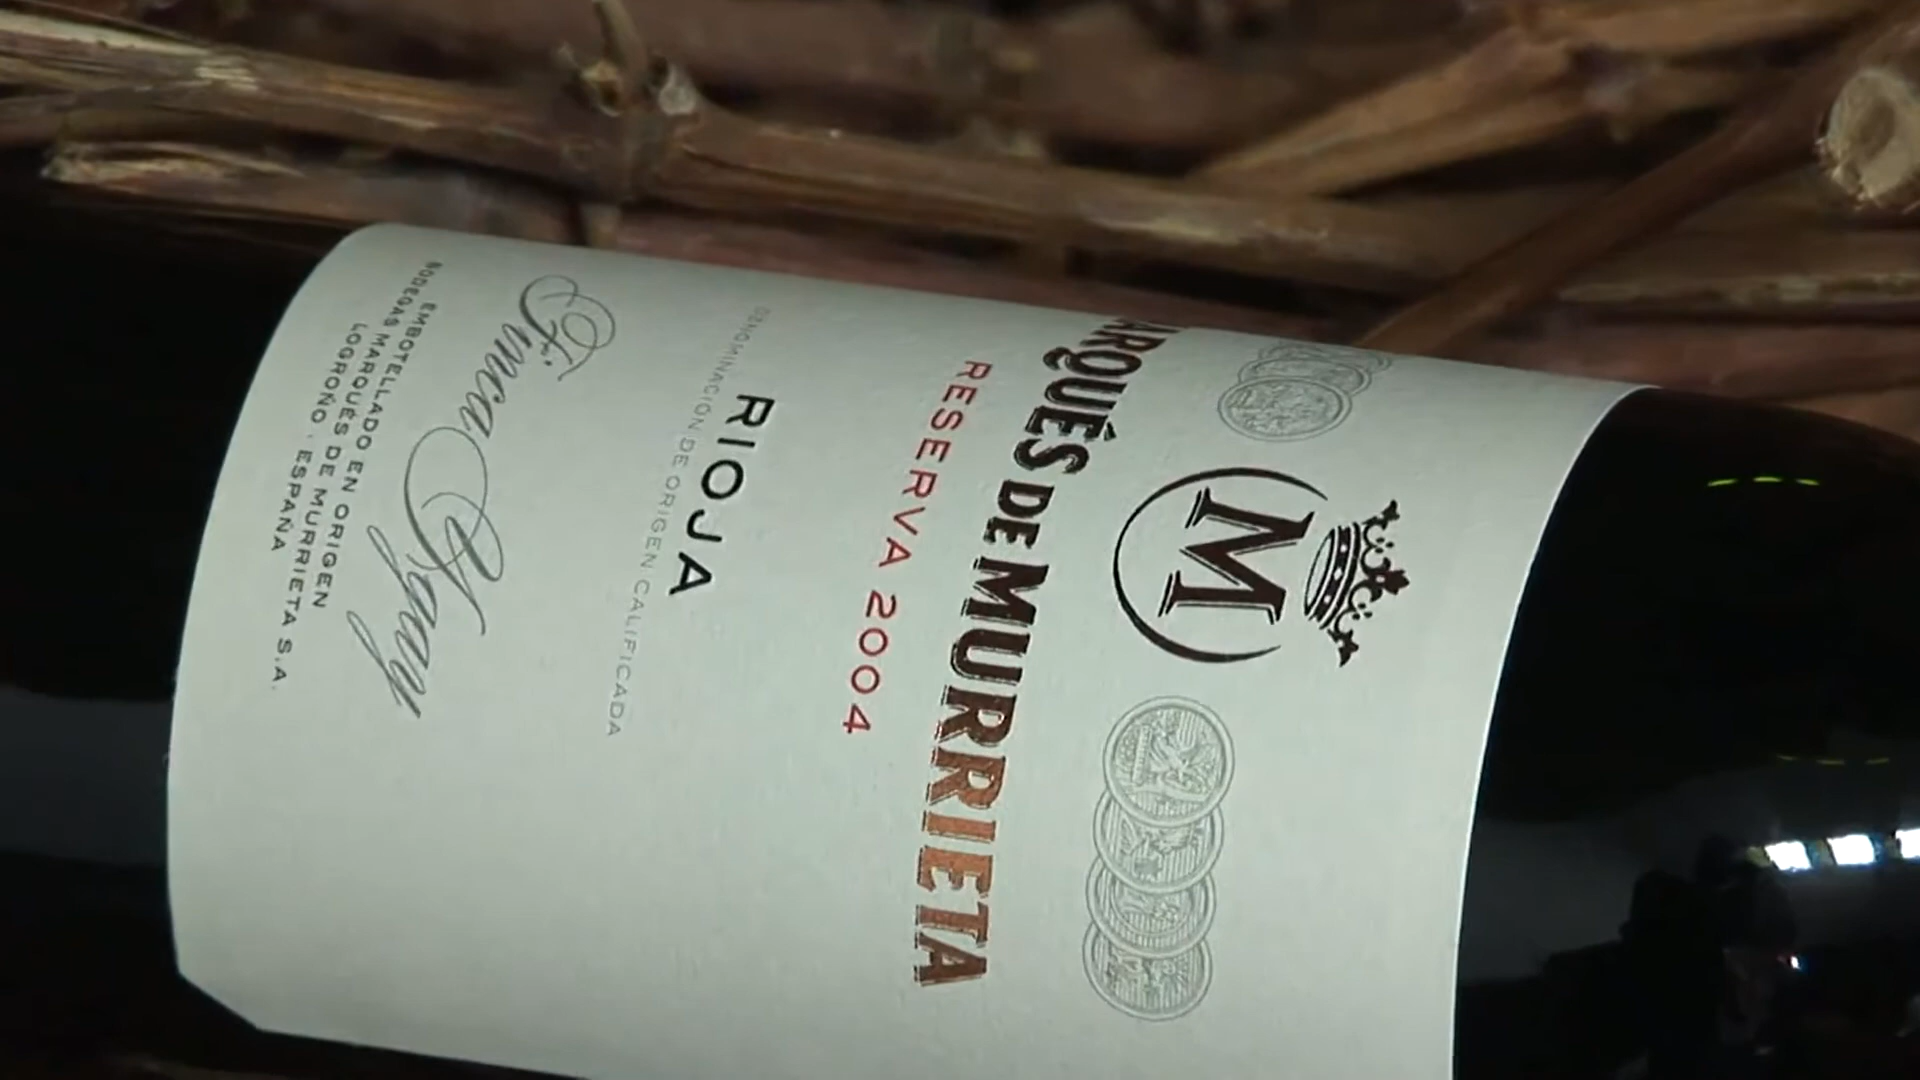 M
MARQUÉS DE MURRIETA
RESERVA 2004
RIOJA
DENOMINACIÓN DE ORIGEN CALIFICADA
Finca Ygay
EMBOTELLADO EN ORIGEN
BODEGAS MARQUÉS DE MURRIETA S.A.
LOGROÑO · ESPAÑA